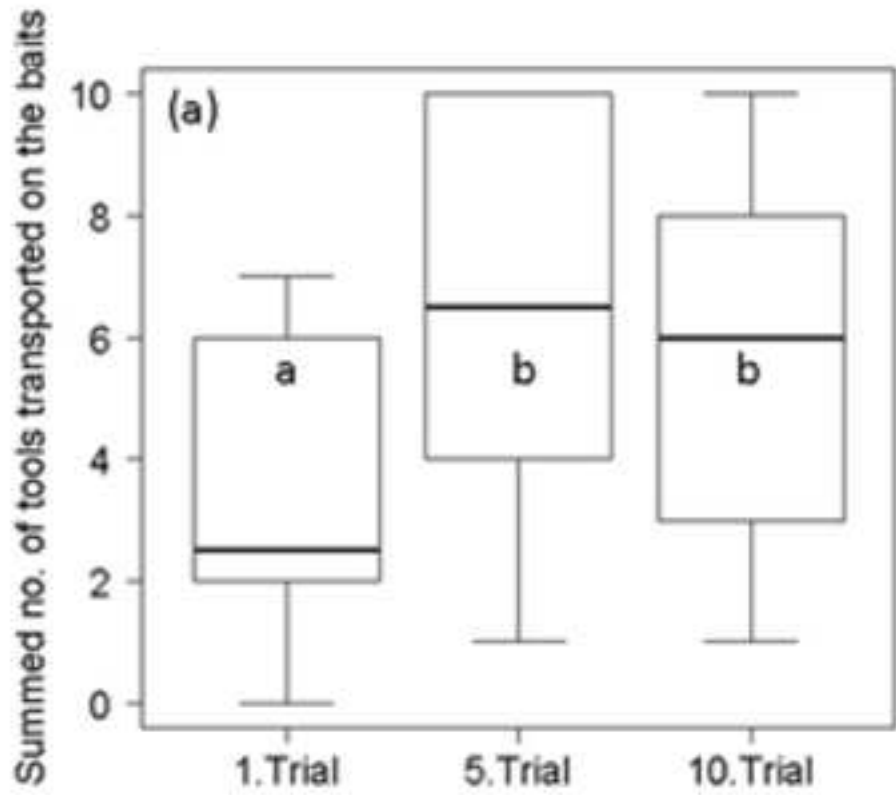 Summed no. of tools transported on the baits
(a)
10
8
6
4
2
0
a
b
b
1.Trial
5.Trial
10.Trial